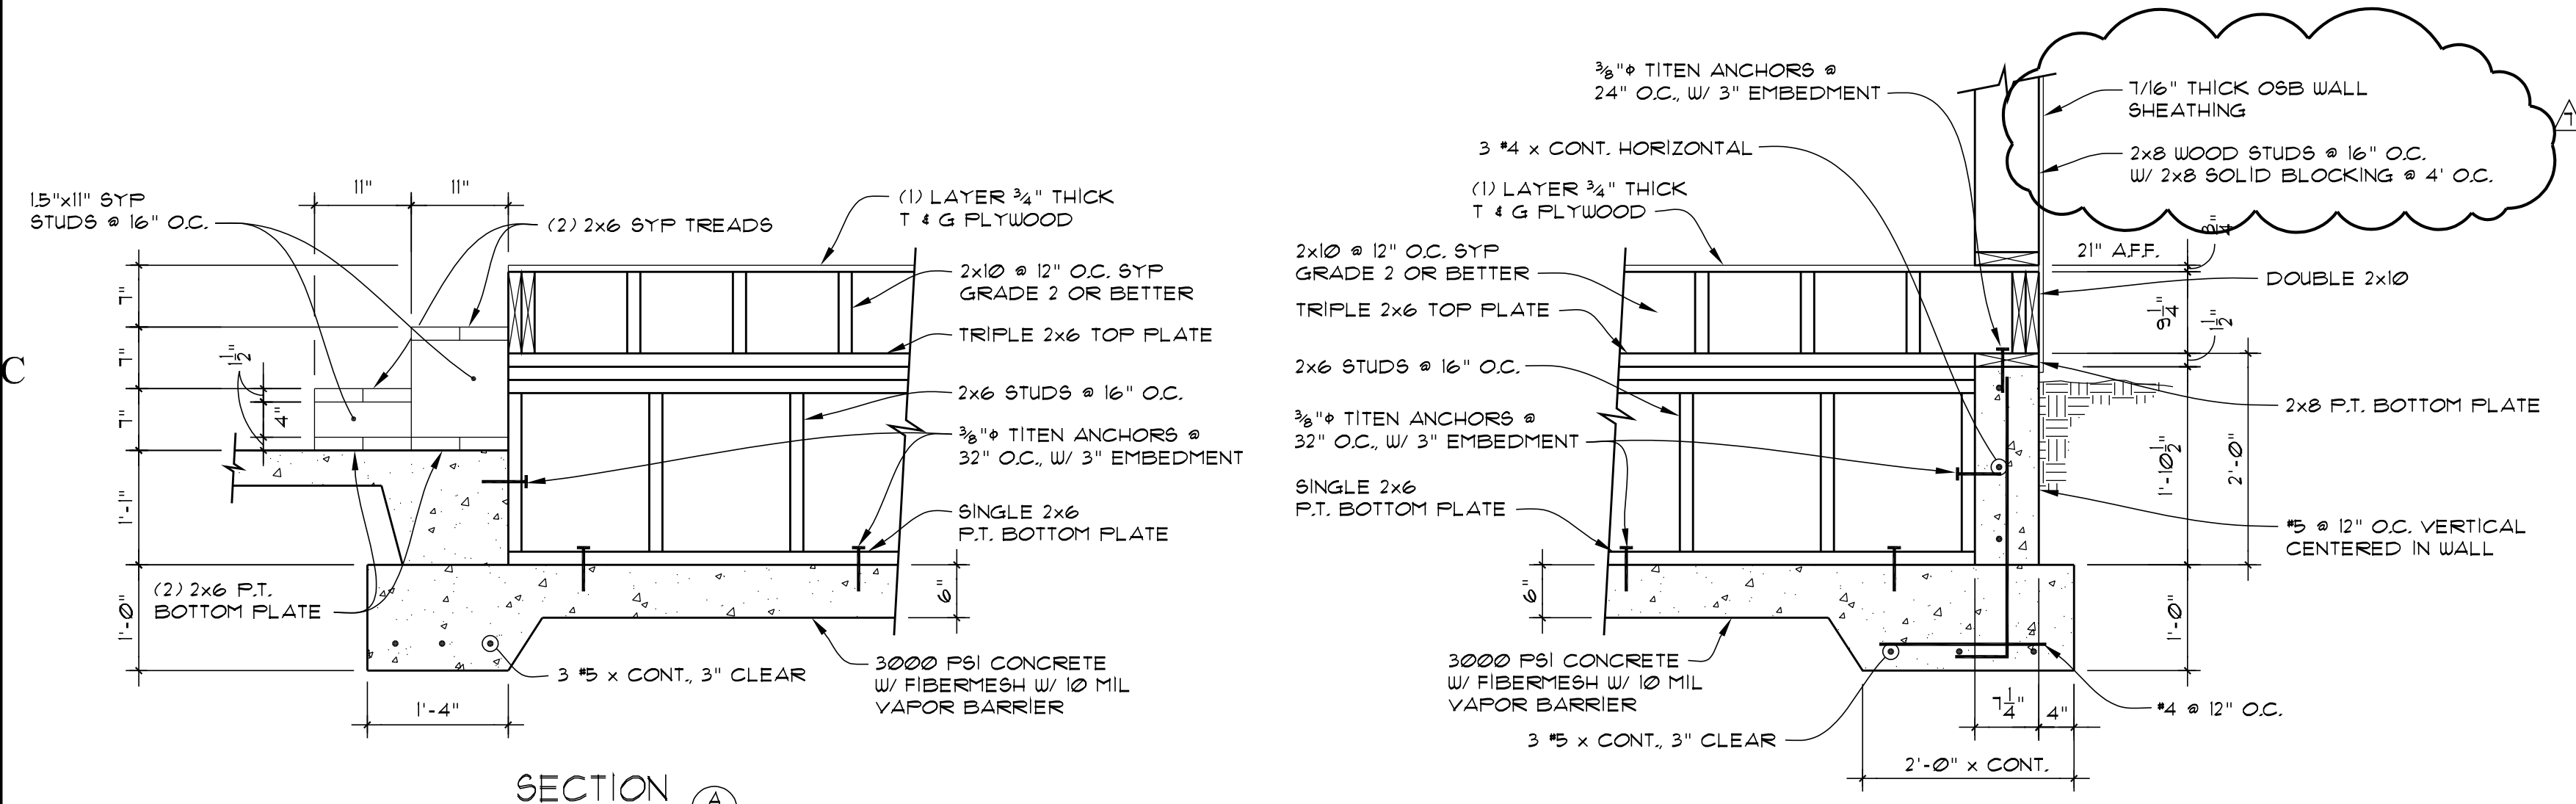 1.5"x11" SYP
STUDS @ 16" O.C.
11"
11"
(2) 2x6 SYP TREADS
(1) LAYER ¾" THICK
T & G PLYWOOD
2x10 @ 12" O.C. SYP
GRADE 2 OR BETTER
TRIPLE 2x6 TOP PLATE
2x6 STUDS @ 16" O.C.
⅜"ϕ TITEN ANCHORS @
32" O.C., W/ 3" EMBEDMENT
SINGLE 2x6
P.T. BOTTOM PLATE
7"
7"
7"
1 1/2"
4"
1'-1"
1'-0"
C
(2) 2x6 P.T.
BOTTOM PLATE
6"
3 #5 x CONT., 3" CLEAR
3000 PSI CONCRETE
W/ FIBERMESH W/ 10 MIL
VAPOR BARRIER
1'-4"
SECTION
A
⅜"ϕ TITEN ANCHORS @
24" O.C., W/ 3" EMBEDMENT
3 #4 x CONT. HORIZONTAL
(1) LAYER ¾" THICK
T & G PLYWOOD
2x10 @ 12" O.C. SYP
GRADE 2 OR BETTER
TRIPLE 2x6 TOP PLATE
2x6 STUDS @ 16" O.C.
⅜"ϕ TITEN ANCHORS @
32" O.C., W/ 3" EMBEDMENT
SINGLE 2x6
P.T. BOTTOM PLATE
6"
3000 PSI CONCRETE
W/ FIBERMESH W/ 10 MIL
VAPOR BARRIER
3 #5 x CONT., 3" CLEAR
7/16" THICK OSB WALL
SHEATHING
2x8 WOOD STUDS @ 16" O.C.
W/ 2x8 SOLID BLOCKING @ 4' O.C.
3/4"
21" A.F.F.
DOUBLE 2x10
9 1/4"
1 1/2"
2x8 P.T. BOTTOM PLATE
1'-10 1/2"
2'-0"
#5 @ 12" O.C. VERTICAL
CENTERED IN WALL
1'-0"
7 1/4"
4"
#4 @ 12" O.C.
2'-0" x CONT.